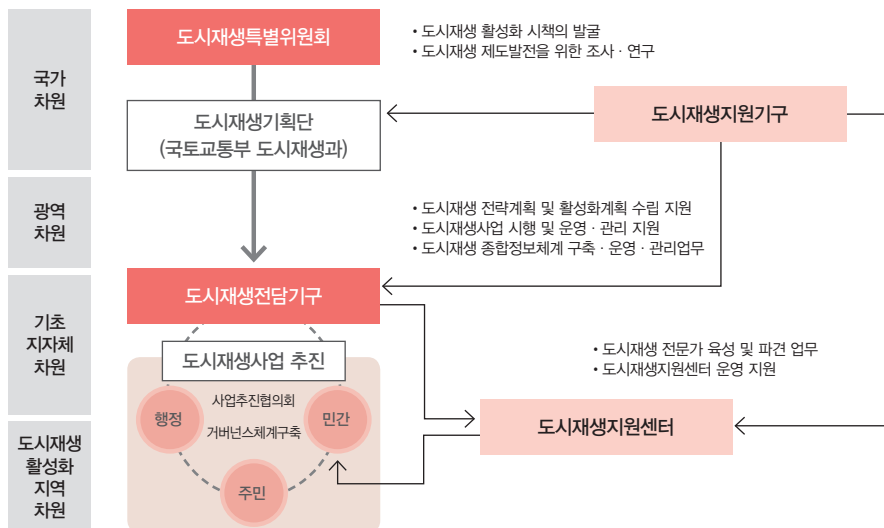 국가
차원
광역
차원
기초
지자체
차원
도시재생
활성화
지역
차원
도시재생특별위원회
• 도시재생 활성화 시책의 발굴
• 도시재생 제도발전을 위한 조사 · 연구
도시재생기획단
(국토교통부 도시재생과)
도시재생지원기구
• 도시재생 전략계획 및 활성화계획 수립 지원
• 도시재생사업 시행 및 운영 · 관리 지원
• 도시재생 종합정보체계 구축 · 운영 · 관리업무
도시재생전담기구
도시재생사업 추진
사업추진협의회
행정
민간
거버넌스체계구축
주민
• 도시재생 전문가 육성 및 파견 업무
• 도시재생지원센터 운영 지원
도시재생지원센터